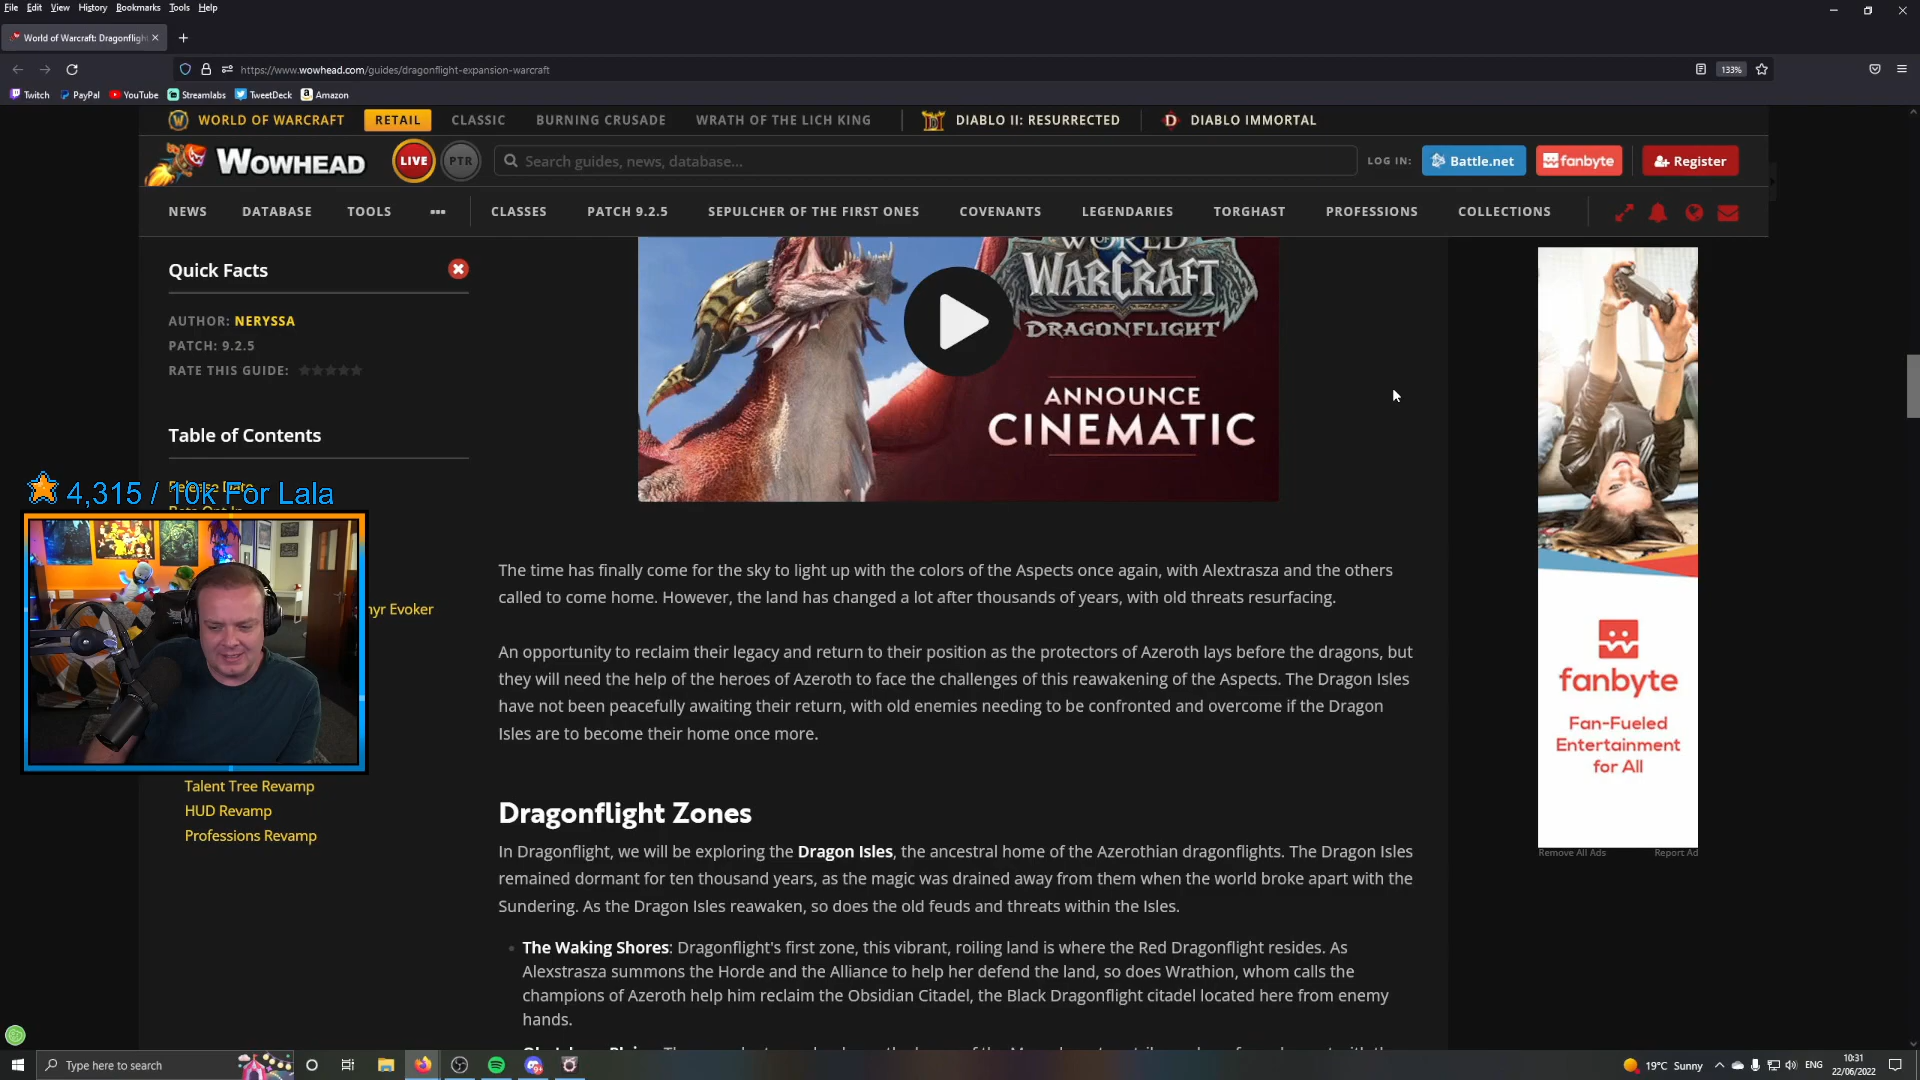 File Edit View History Bookmarks Tools Help
World of Warcraft: Dragonfligh
https://www.wowhead.com/guides/dragonflight-expansion-warcraft
133%
Twitch PayPal YouTube Streamlabs TweetDeck Amazon
WORLD OF WARCRAFT RETAIL CLASSIC BURNING CRUSADE WRATH OF THE LICH KING DIABLO II: RESURRECTED DIABLO IMMORTAL
WOWHEAD LIVE PTR Search guides, news, database... LOG IN: Battle.net fanbyte Register
NEWS DATABASE TOOLS ••• CLASSES PATCH 9.2.5 SEPULCHER OF THE FIRST ONES COVENANTS LEGENDARIES TORGHAST PROFESSIONS COLLECTIONS
Quick Facts
AUTHOR: NERYSSA
PATCH: 9.2.5
RATE THIS GUIDE:
Table of Contents
Release Date
4,315 / 10k For Lala
Beta Opt In
hyr Evoker
Talent Tree Revamp
HUD Revamp
Professions Revamp
WORLD OF
WARCRAFT
DRAGONFLIGHT
ANNOUNCE
CINEMATIC
The time has finally come for the sky to light up with the colors of the Aspects once again, with Alextrasza and the others
called to come home. However, the land has changed a lot after thousands of years, with old threats resurfacing.
An opportunity to reclaim their legacy and return to their position as the protectors of Azeroth lays before the dragons, but
they will need the help of the heroes of Azeroth to face the challenges of this reawakening of the Aspects. The Dragon Isles
have not been peacefully awaiting their return, with old enemies needing to be confronted and overcome if the Dragon
Isles are to become their home once more.
Dragonflight Zones
In Dragonflight, we will be exploring the Dragon Isles, the ancestral home of the Azerothian dragonflights. The Dragon Isles
remained dormant for ten thousand years, as the magic was drained away from them when the world broke apart with the
Sundering. As the Dragon Isles reawaken, so does the old feuds and threats within the Isles.
The Waking Shores: Dragonflight's first zone, this vibrant, roiling land is where the Red Dragonflight resides. As
Alexstrasza summons the Horde and the Alliance to help her defend the land, so does Wrathion, whom calls the
champions of Azeroth help him reclaim the Obsidian Citadel, the Black Dragonflight citadel located here from enemy
hands.
fanbyte
Fan-Fueled
Entertainment
for All
Remove All Ads Report Ad
Type here to search
19°C Sunny ENG 10:31
22/06/2022